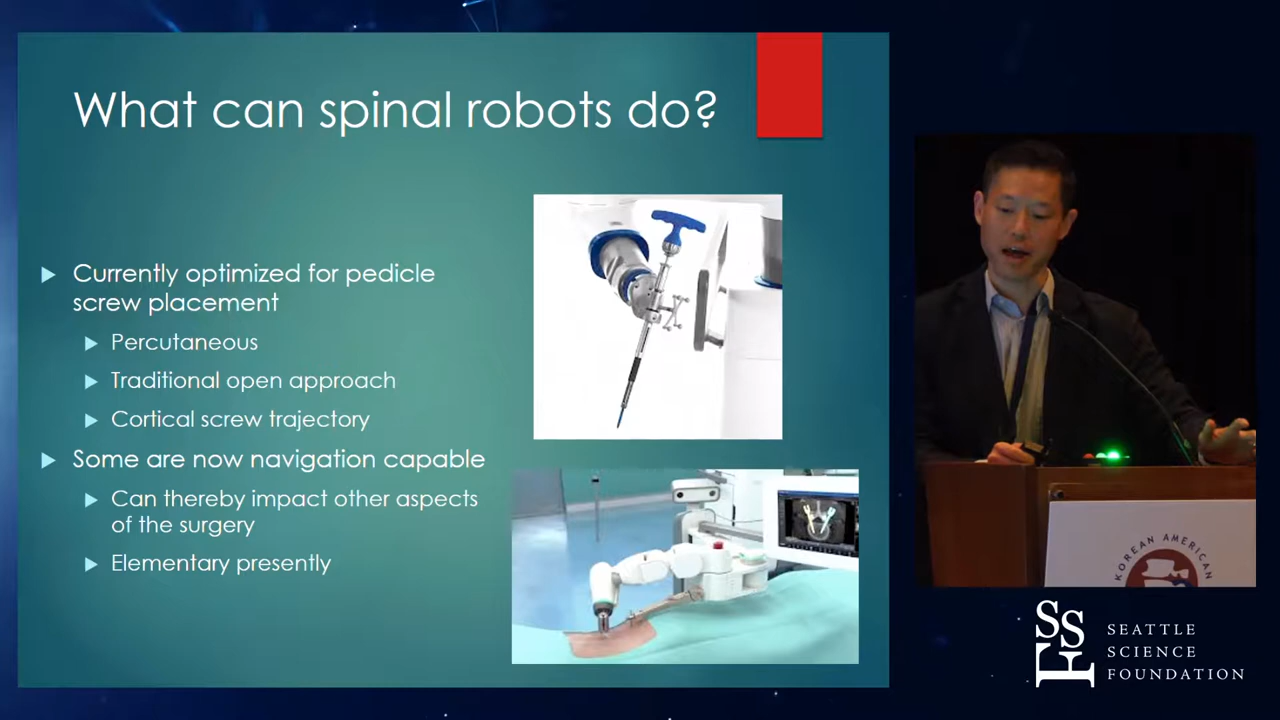 What can spinal robots do?
Currently optimized for pedicle
screw placement
Percutaneous
Traditional open approach
Cortical screw trajectory
Some are now navigation capable
Can thereby impact other aspects
of the surgery
Elementary presently
KOREAN AMERICAN
SSF
SEATTLE
SCIENCE
FOUNDATION